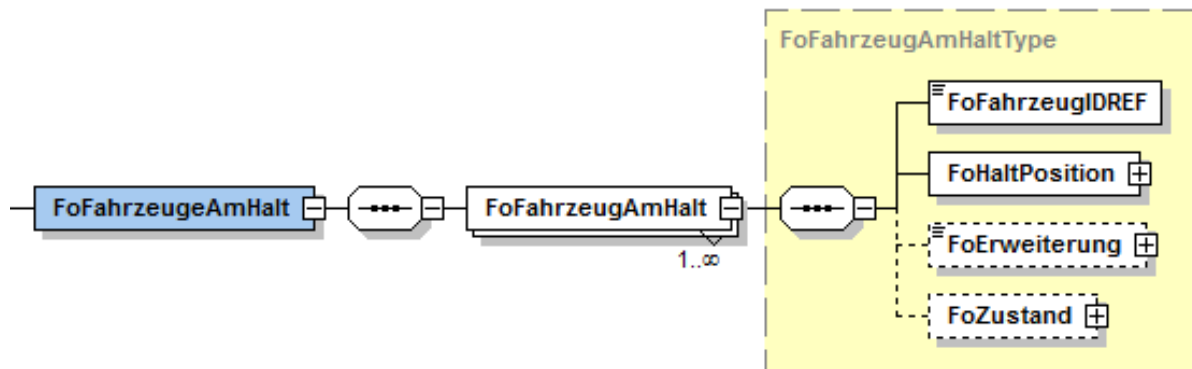 FoFahrzeugAmHaltType
FoFahrzeugIDREF
FoHaltPosition
FoFahrzeugeAmHalt
FoFahrzeugAmHalt
1..∞
FoErweiterung
FoZustand